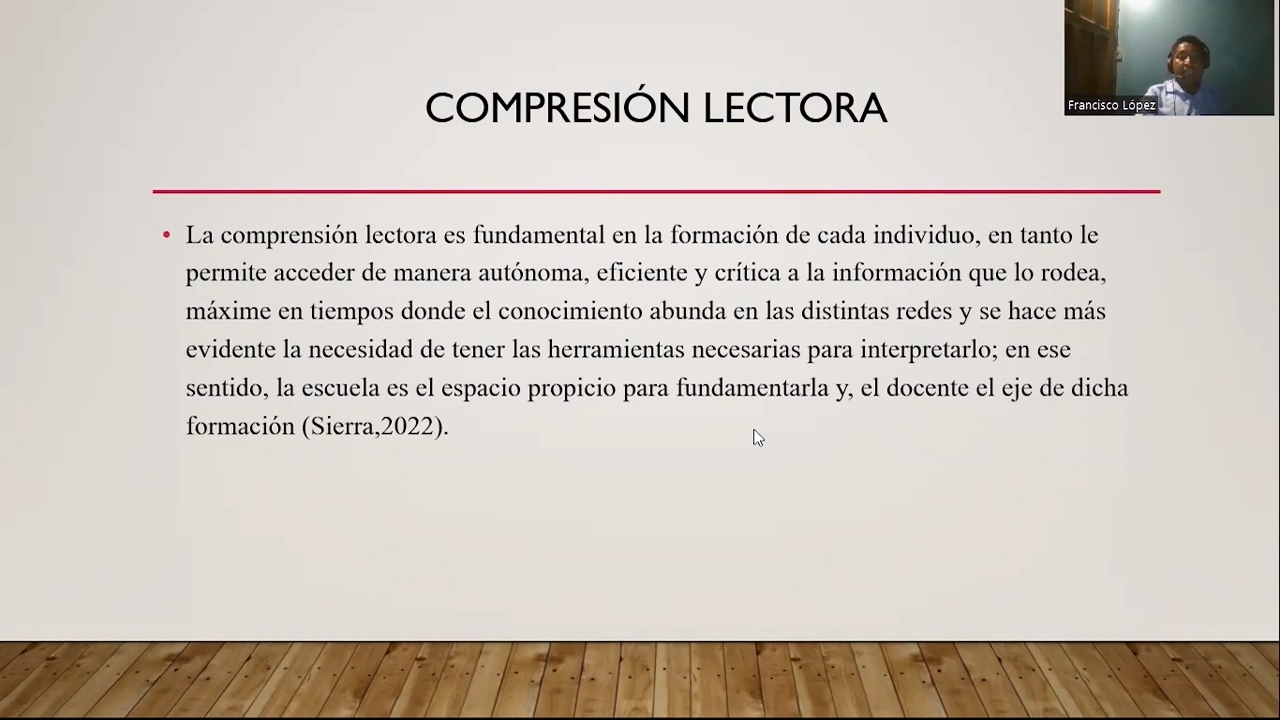 COMPRESIÓN LECTORA
Francisco López
• La comprensión lectora es fundamental en la formación de cada individuo, en tanto le
permite acceder de manera autónoma, eficiente y crítica a la información que lo rodea,
máxime en tiempos donde el conocimiento abunda en las distintas redes y se hace más
evidente la necesidad de tener las herramientas necesarias para interpretarlo; en ese
sentido, la escuela es el espacio propicio para fundamentarla y, el docente el eje de dicha
formación (Sierra,2022).